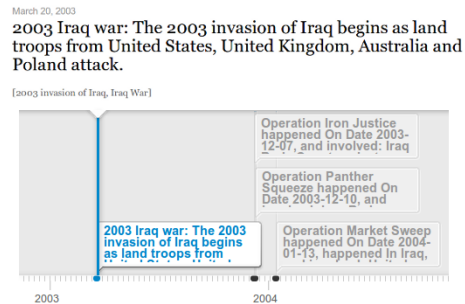 March 20, 2003
2003 Iraq war: The 2003 invasion of Iraq begins as land
troops from United States, United Kingdom, Australia and
Poland attack.
[2003 invasion of Iraq, Iraq War]
Operation Iron Justice
happened On Date 2003-
12-07, and involved: Iraq
Operation Panther
Squeeze happened On
Date 2003-12-10, and
2003 Iraq war: The 2003
invasion of Iraq begins
as land troops from
Operation Market Sweep
happened On Date 2004-
01-13, happened In Iraq,
2003
2004